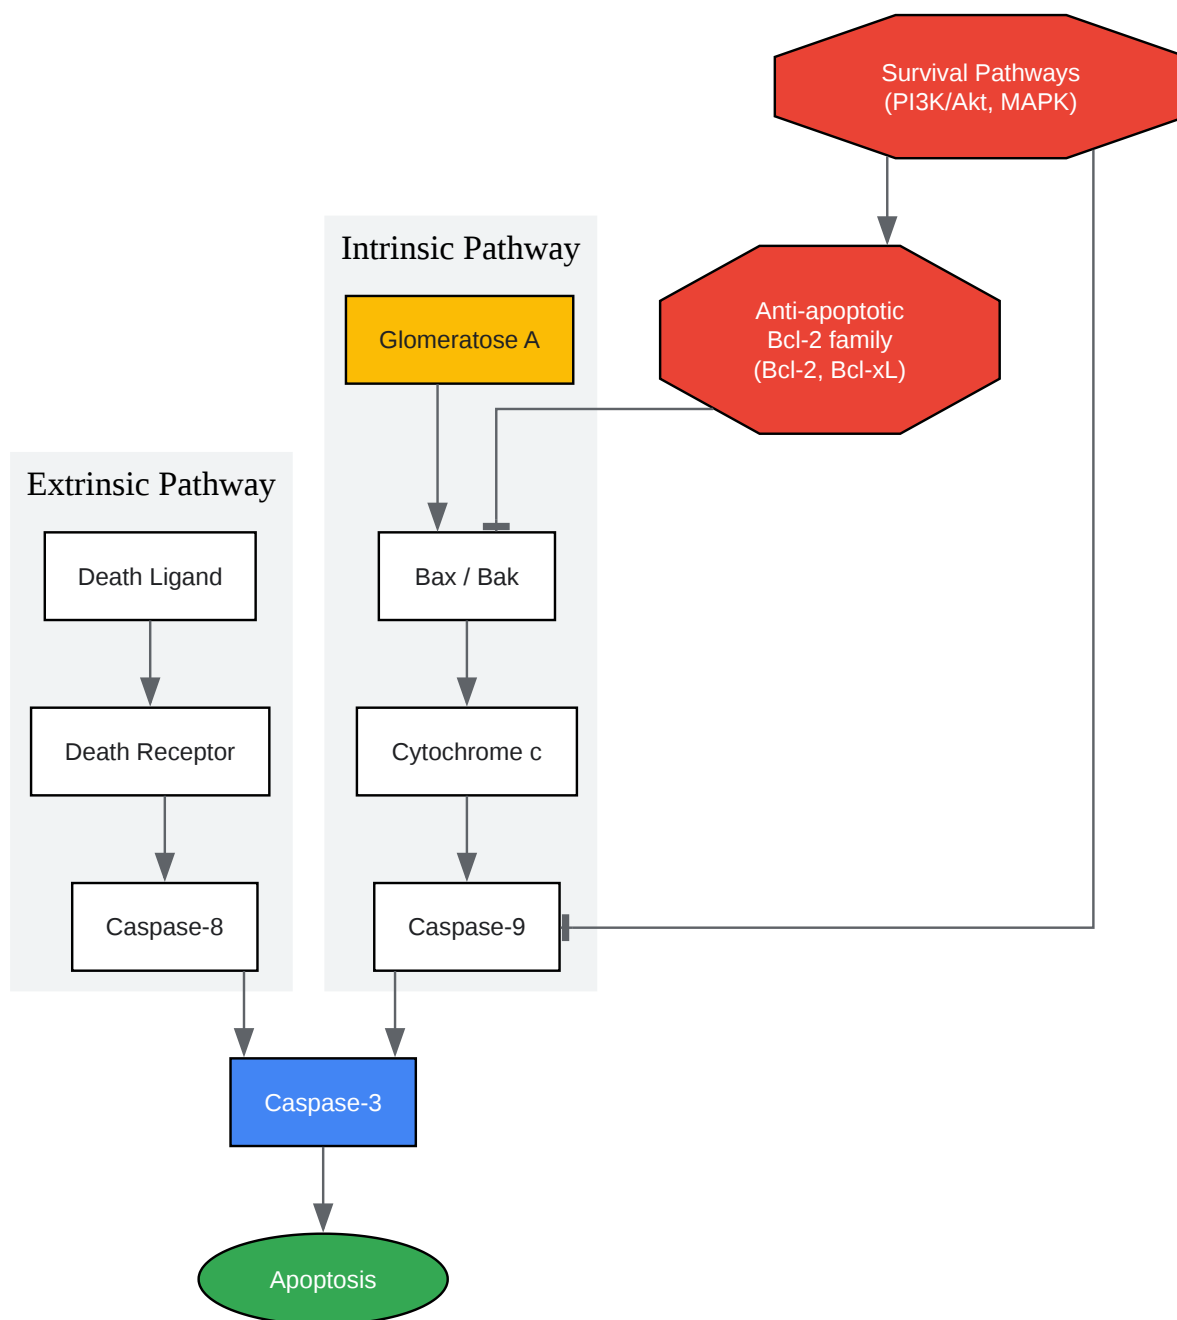 Survival Pathways
(PI3K/Akt, MAPK)
Intrinsic Pathway
Glomeratose A
Anti-apoptotic
Bcl-2 family
(Bcl-2, Bcl-xL)
Extrinsic Pathway
Death Ligand
Bax / Bak
Death Receptor
Cytochrome c
Caspase-8
Caspase-9
Caspase-3
Apoptosis